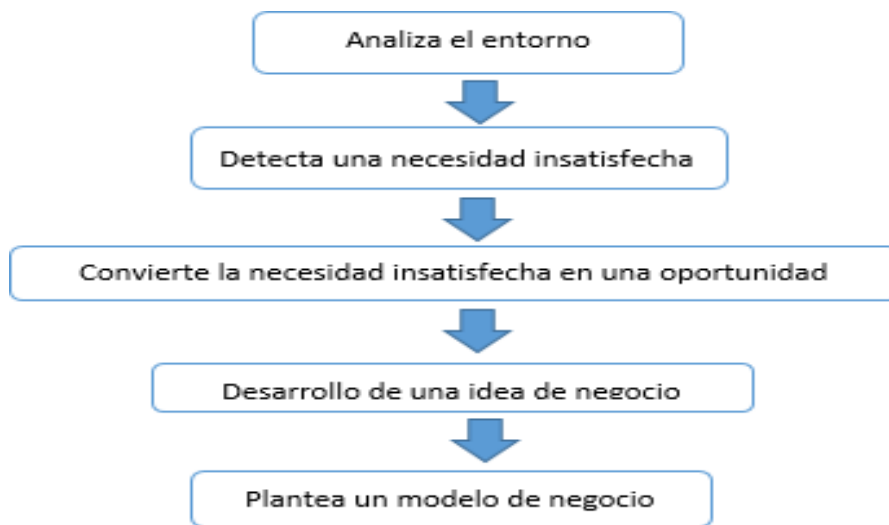 Analiza el entorno
Detecta una necesidad insatisfecha
Convierte la necesidad insatisfecha en una oportunidad
Desarrollo de una idea de negocio
Plantea un modelo de negocio